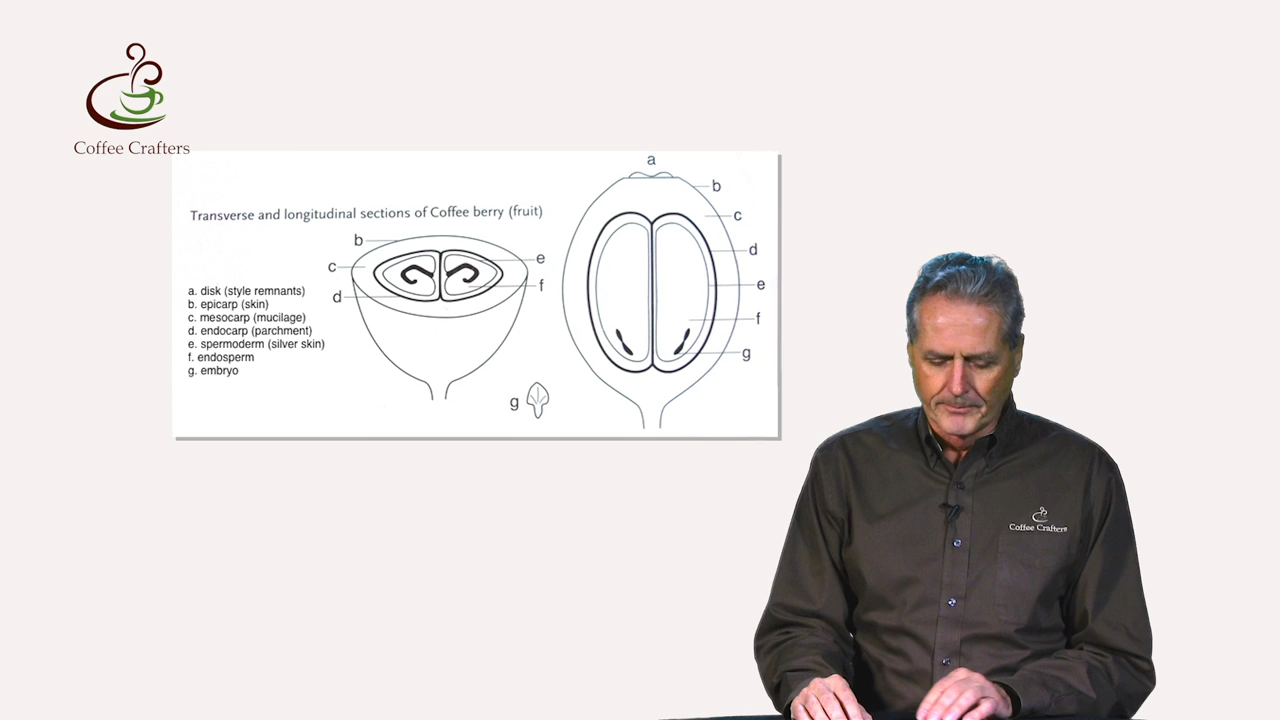 Coffee Crafters
Transverse and longitudinal sections of Coffee berry (fruit)
a. disk (style remnants)
b. epicarp (skin)
c. mesocarp (mucilage)
d. endocarp (parchment)
e. spermoderm (silver skin)
f. endosperm
g. embryo
b
c
d
e
f
g
a
b
c
d
e
f
g
Coffee Crafters